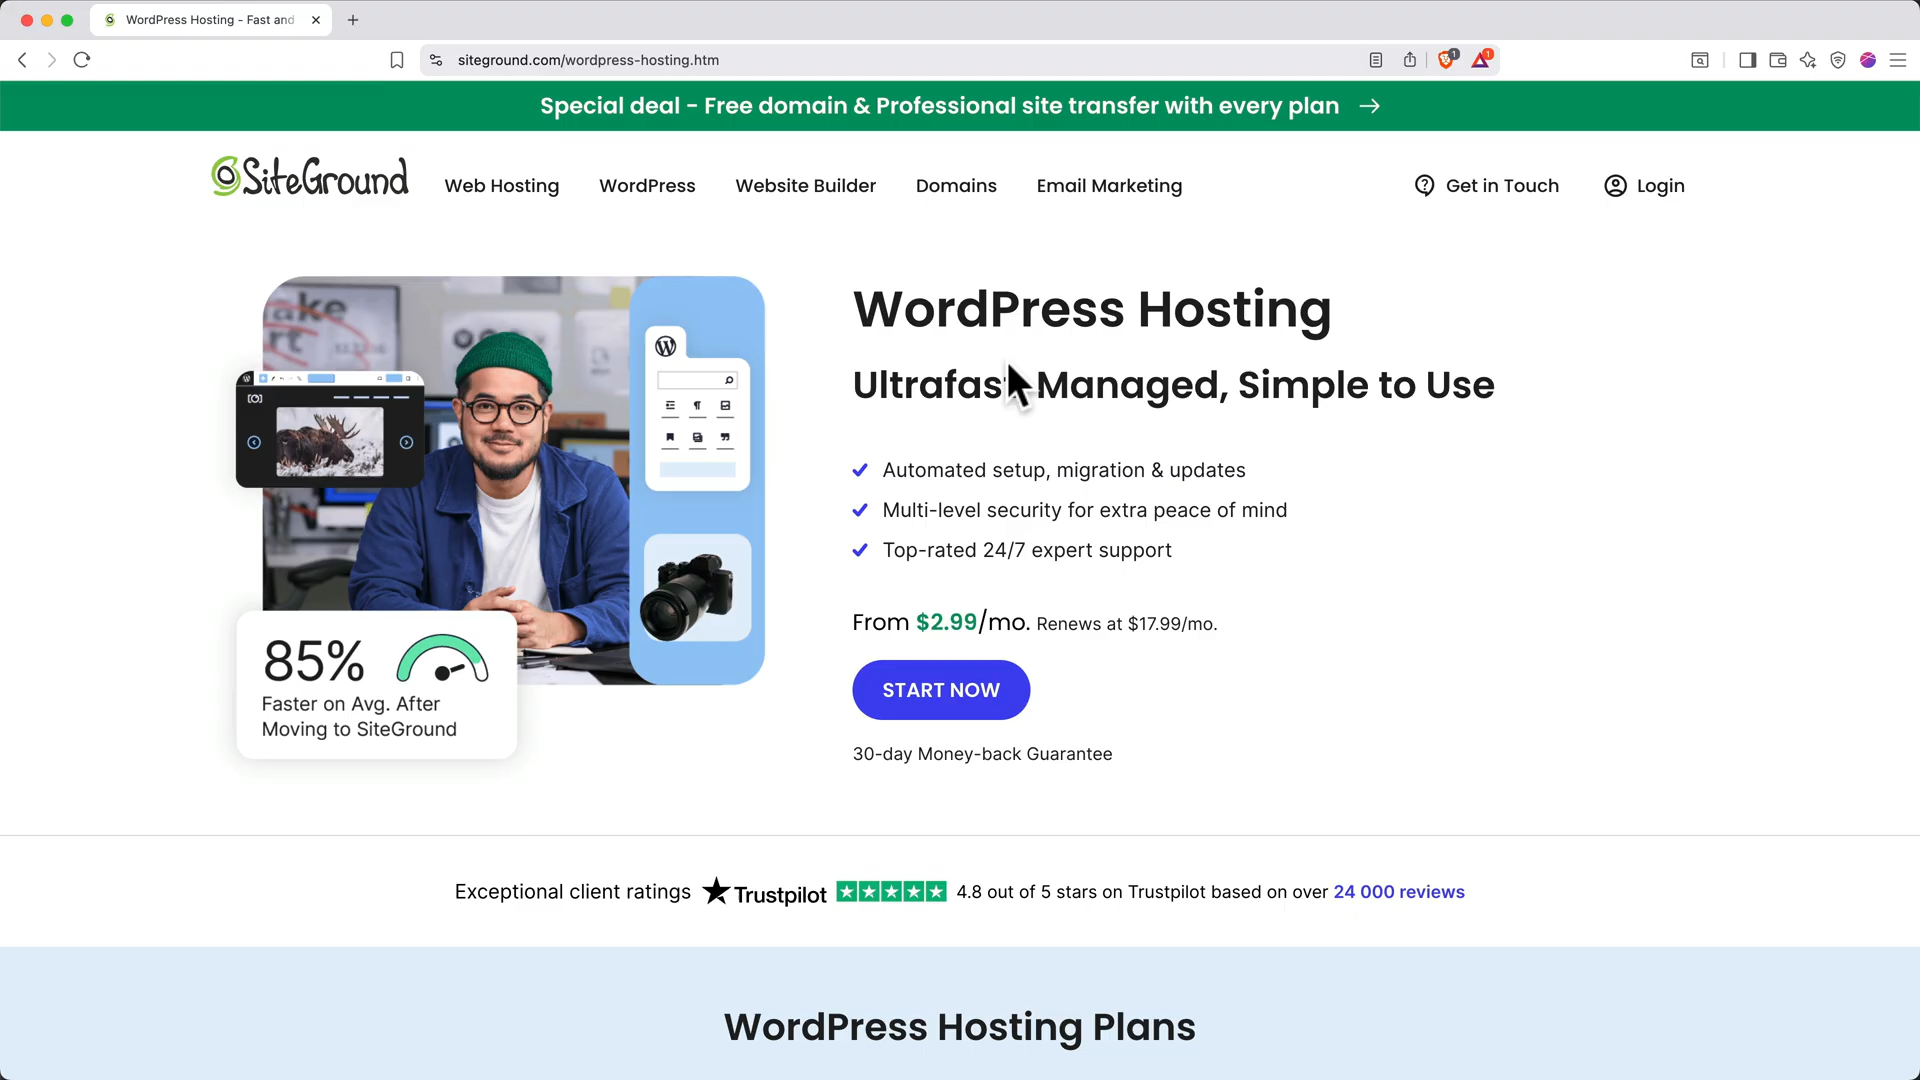 WordPress Hosting - Fast and
siteground.com/wordpress-hosting.htm
1
1
Special deal - Free domain & Professional site transfer with every plan →
SiteGround
Web Hosting
WordPress
Website Builder
Domains
Email Marketing
Get in Touch
Login
WordPress Hosting
Ultrafast, Managed, Simple to Use
Automated setup, migration & updates
Multi-level security for extra peace of mind
Top-rated 24/7 expert support
From $2.99/mo. Renews at $17.99/mo.
START NOW
30-day Money-back Guarantee
85%
Faster on Avg. After
Moving to SiteGround
Exceptional client ratings Trustpilot 4.8 out of 5 stars on Trustpilot based on over 24 000 reviews
WordPress Hosting Plans